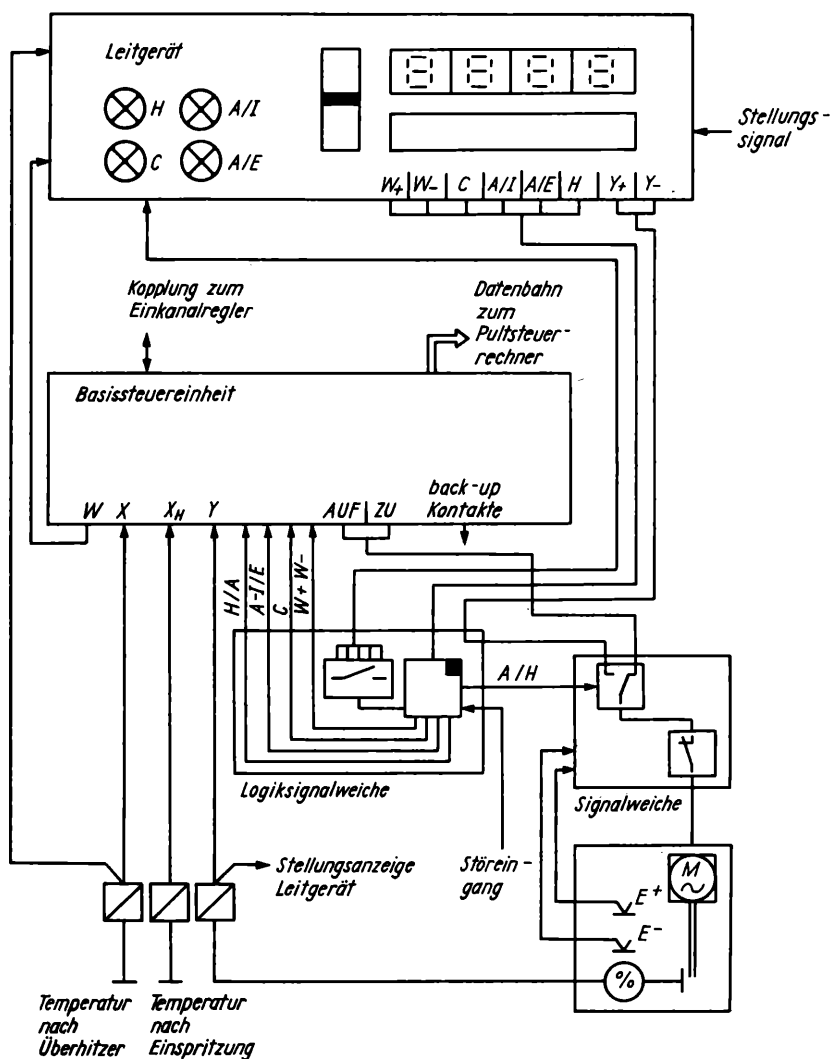 Leitgerät
H
A/I
C
A/E
Stellungs-
signal
W+ W- C A/I A/E H Y+ Y-
Kopplung zum
Einkanalregler
Datenbahn
zum
Pultsteuer-
rechner
Basissteuereinheit
W X XH Y AUF ZU
back-up
Kontakte
H/A
A-I/E
C
W+ W-
A/H
Logiksignalweiche
Signalweiche
Stellungsanzeige
Leitgerät
Störein-
gang
M
E+
E-
%
Temperatur
nach
Überhitzer
Temperatur
nach
Einspritzung